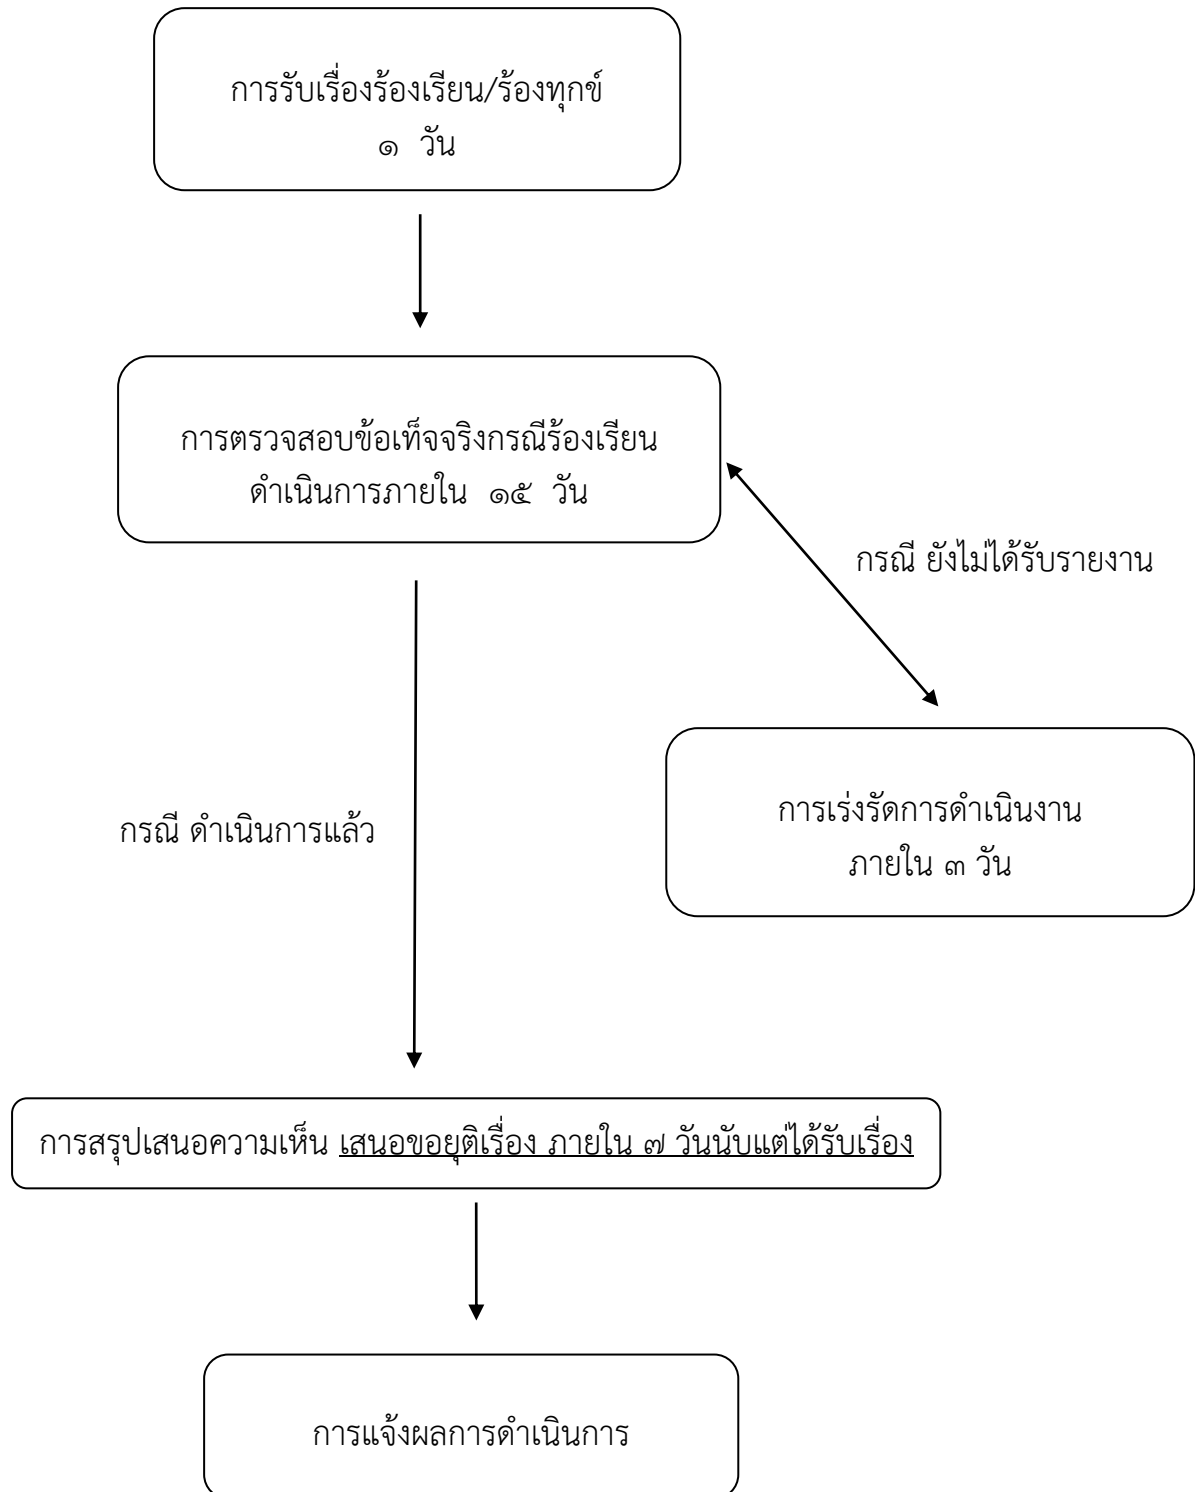 การรับเรื่องร้องเรียน/ร้องทุกข์
๑ วัน
การตรวจสอบข้อเท็จจริงกรณีร้องเรียน
ดำเนินการภายใน ๑๕ วัน
กรณี ยังไม่ได้รับรายงาน
การเร่งรัดการดำเนินงาน
ภายใน ๓ วัน
กรณี ดำเนินการแล้ว
การสรุปเสนอความเห็น เสนอขอยุติเรื่อง ภายใน ๗ วันนับแต่ได้รับเรื่อง
การแจ้งผลการดำเนินการ